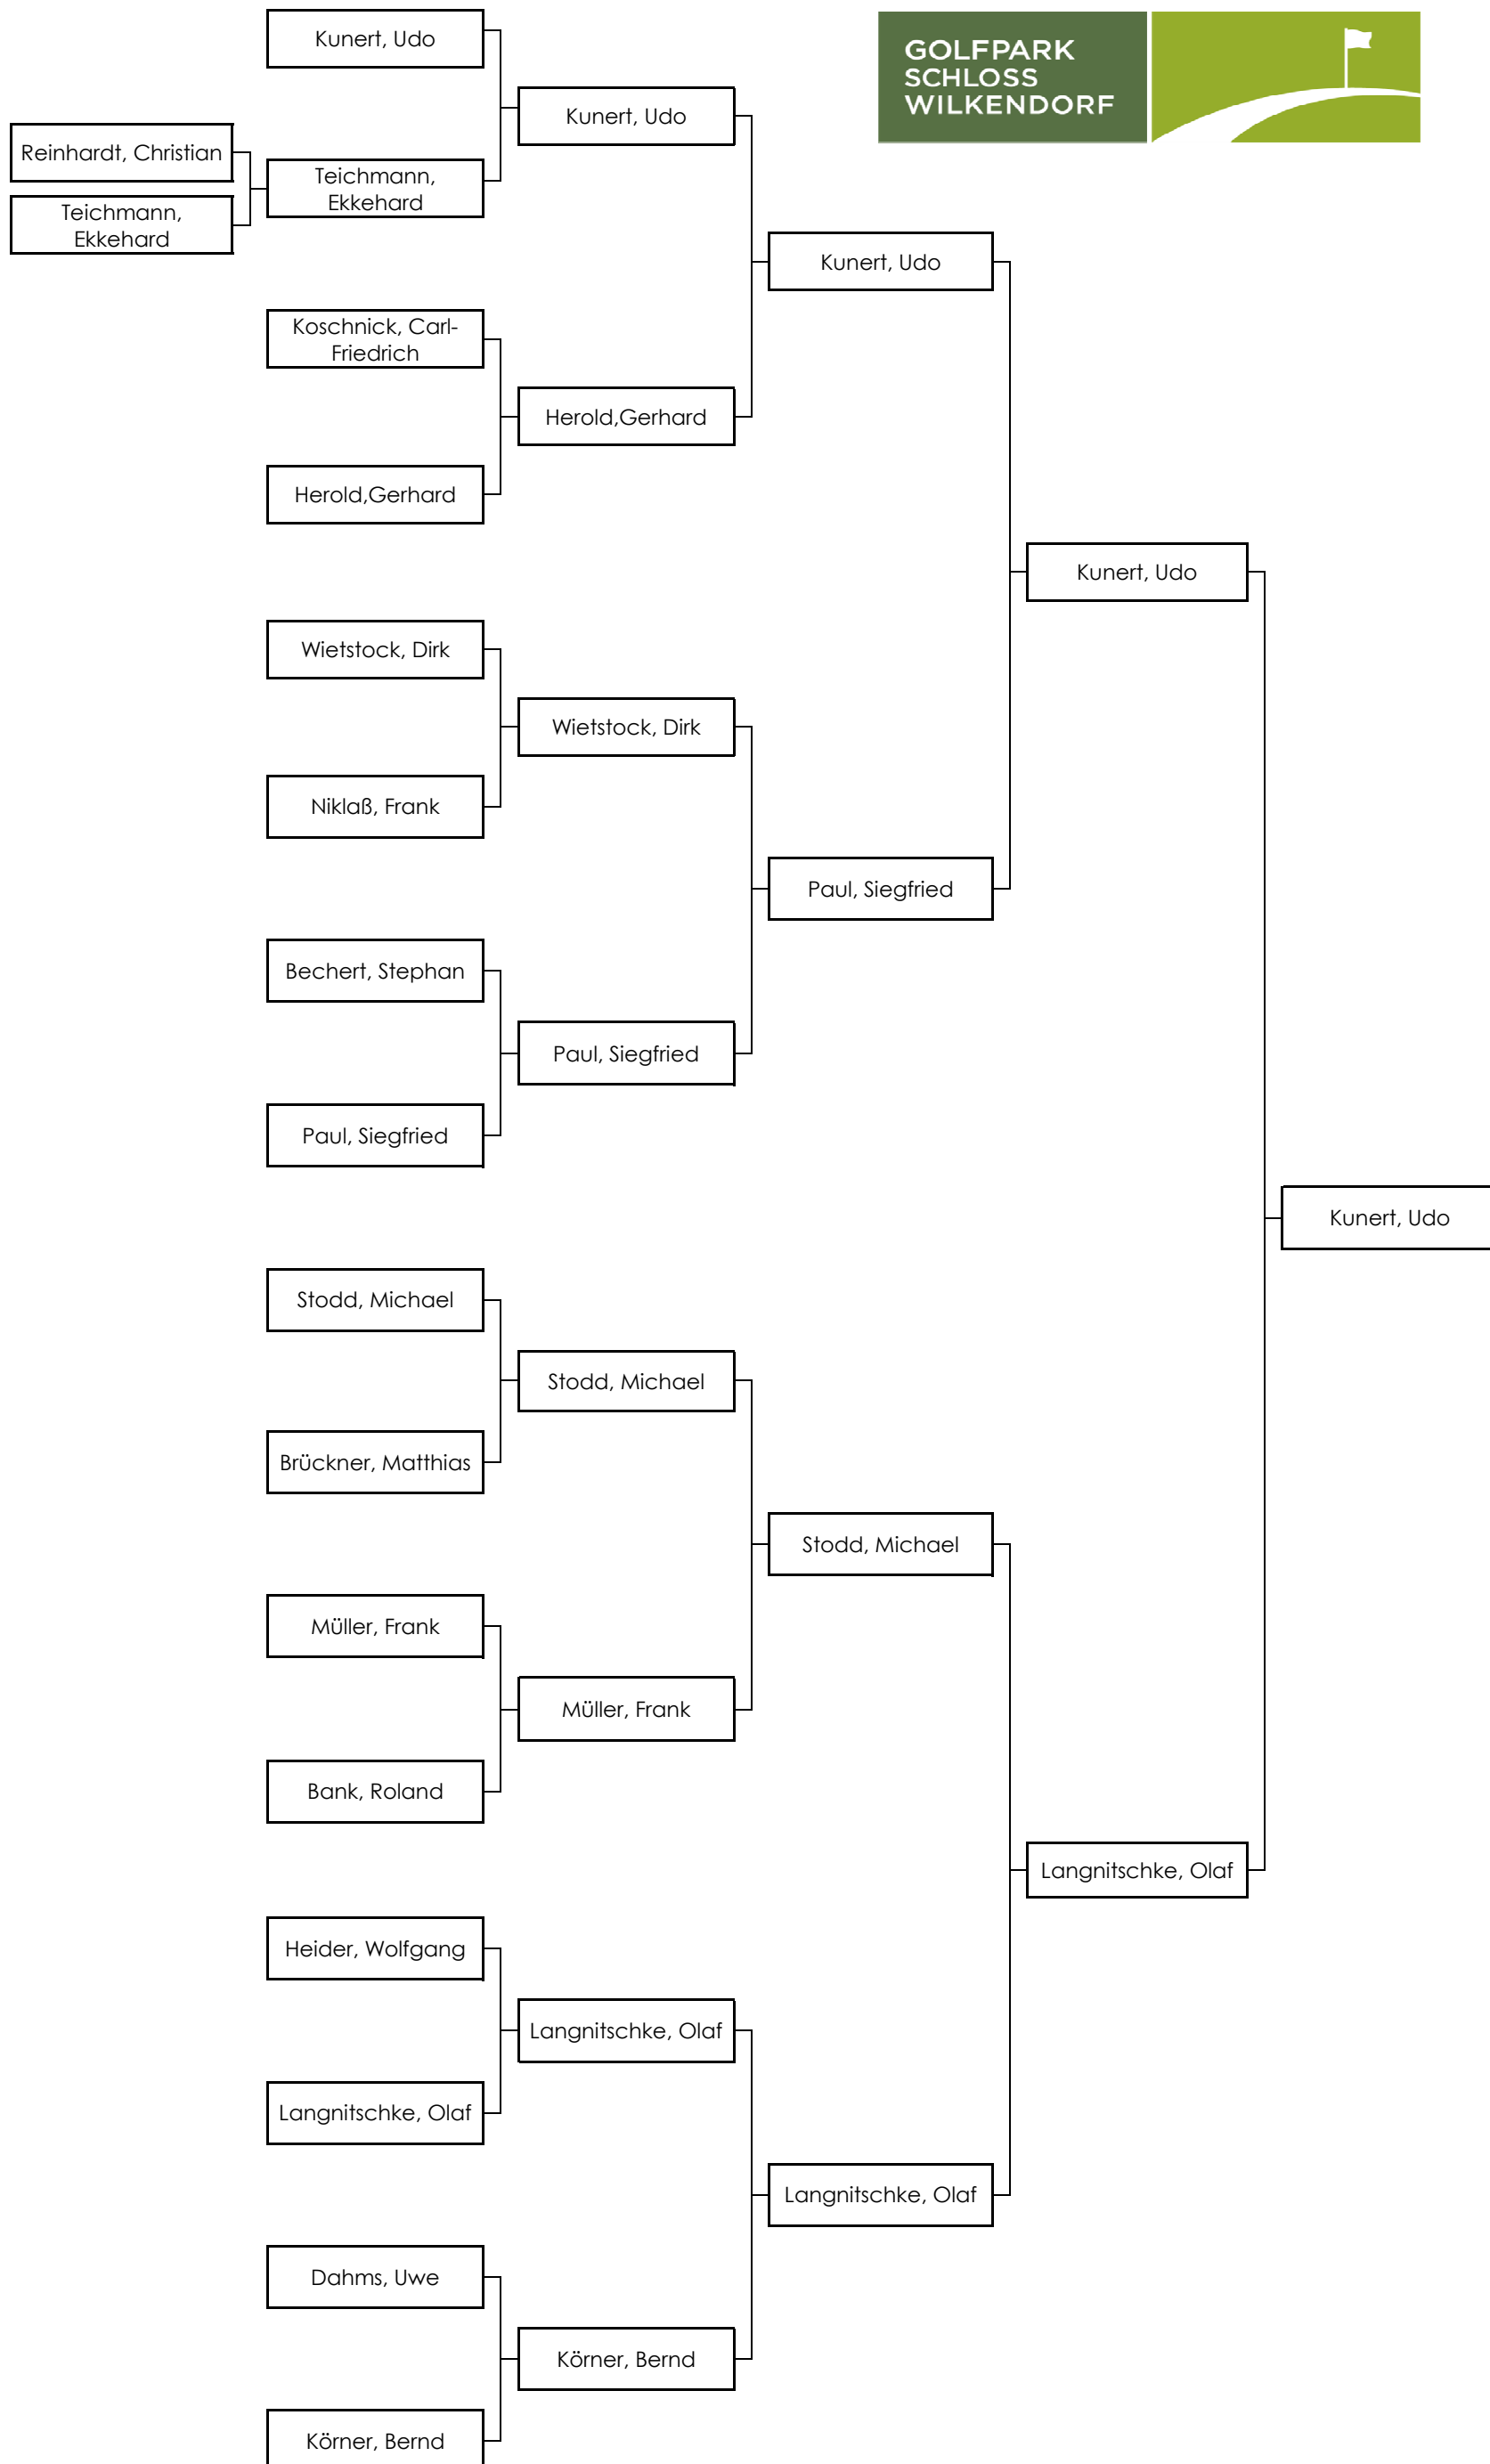 Kunert, Udo
GOLFPARK
SCHLOSS
WILKENDORF
Kunert, Udo
Reinhardt, Christian
Teichmann,
Ekkehard
Teichmann,
Ekkehard
Kunert, Udo
Koschnick, Carl-
Friedrich
Herold,Gerhard
Herold,Gerhard
Kunert, Udo
Wietstock, Dirk
Wietstock, Dirk
Niklaß, Frank
Paul, Siegfried
Bechert, Stephan
Paul, Siegfried
Paul, Siegfried
Kunert, Udo
Stodd, Michael
Stodd, Michael
Brückner, Matthias
Stodd, Michael
Müller, Frank
Müller, Frank
Bank, Roland
Langnitschke, Olaf
Heider, Wolfgang
Langnitschke, Olaf
Langnitschke, Olaf
Langnitschke, Olaf
Dahms, Uwe
Körner, Bernd
Körner, Bernd